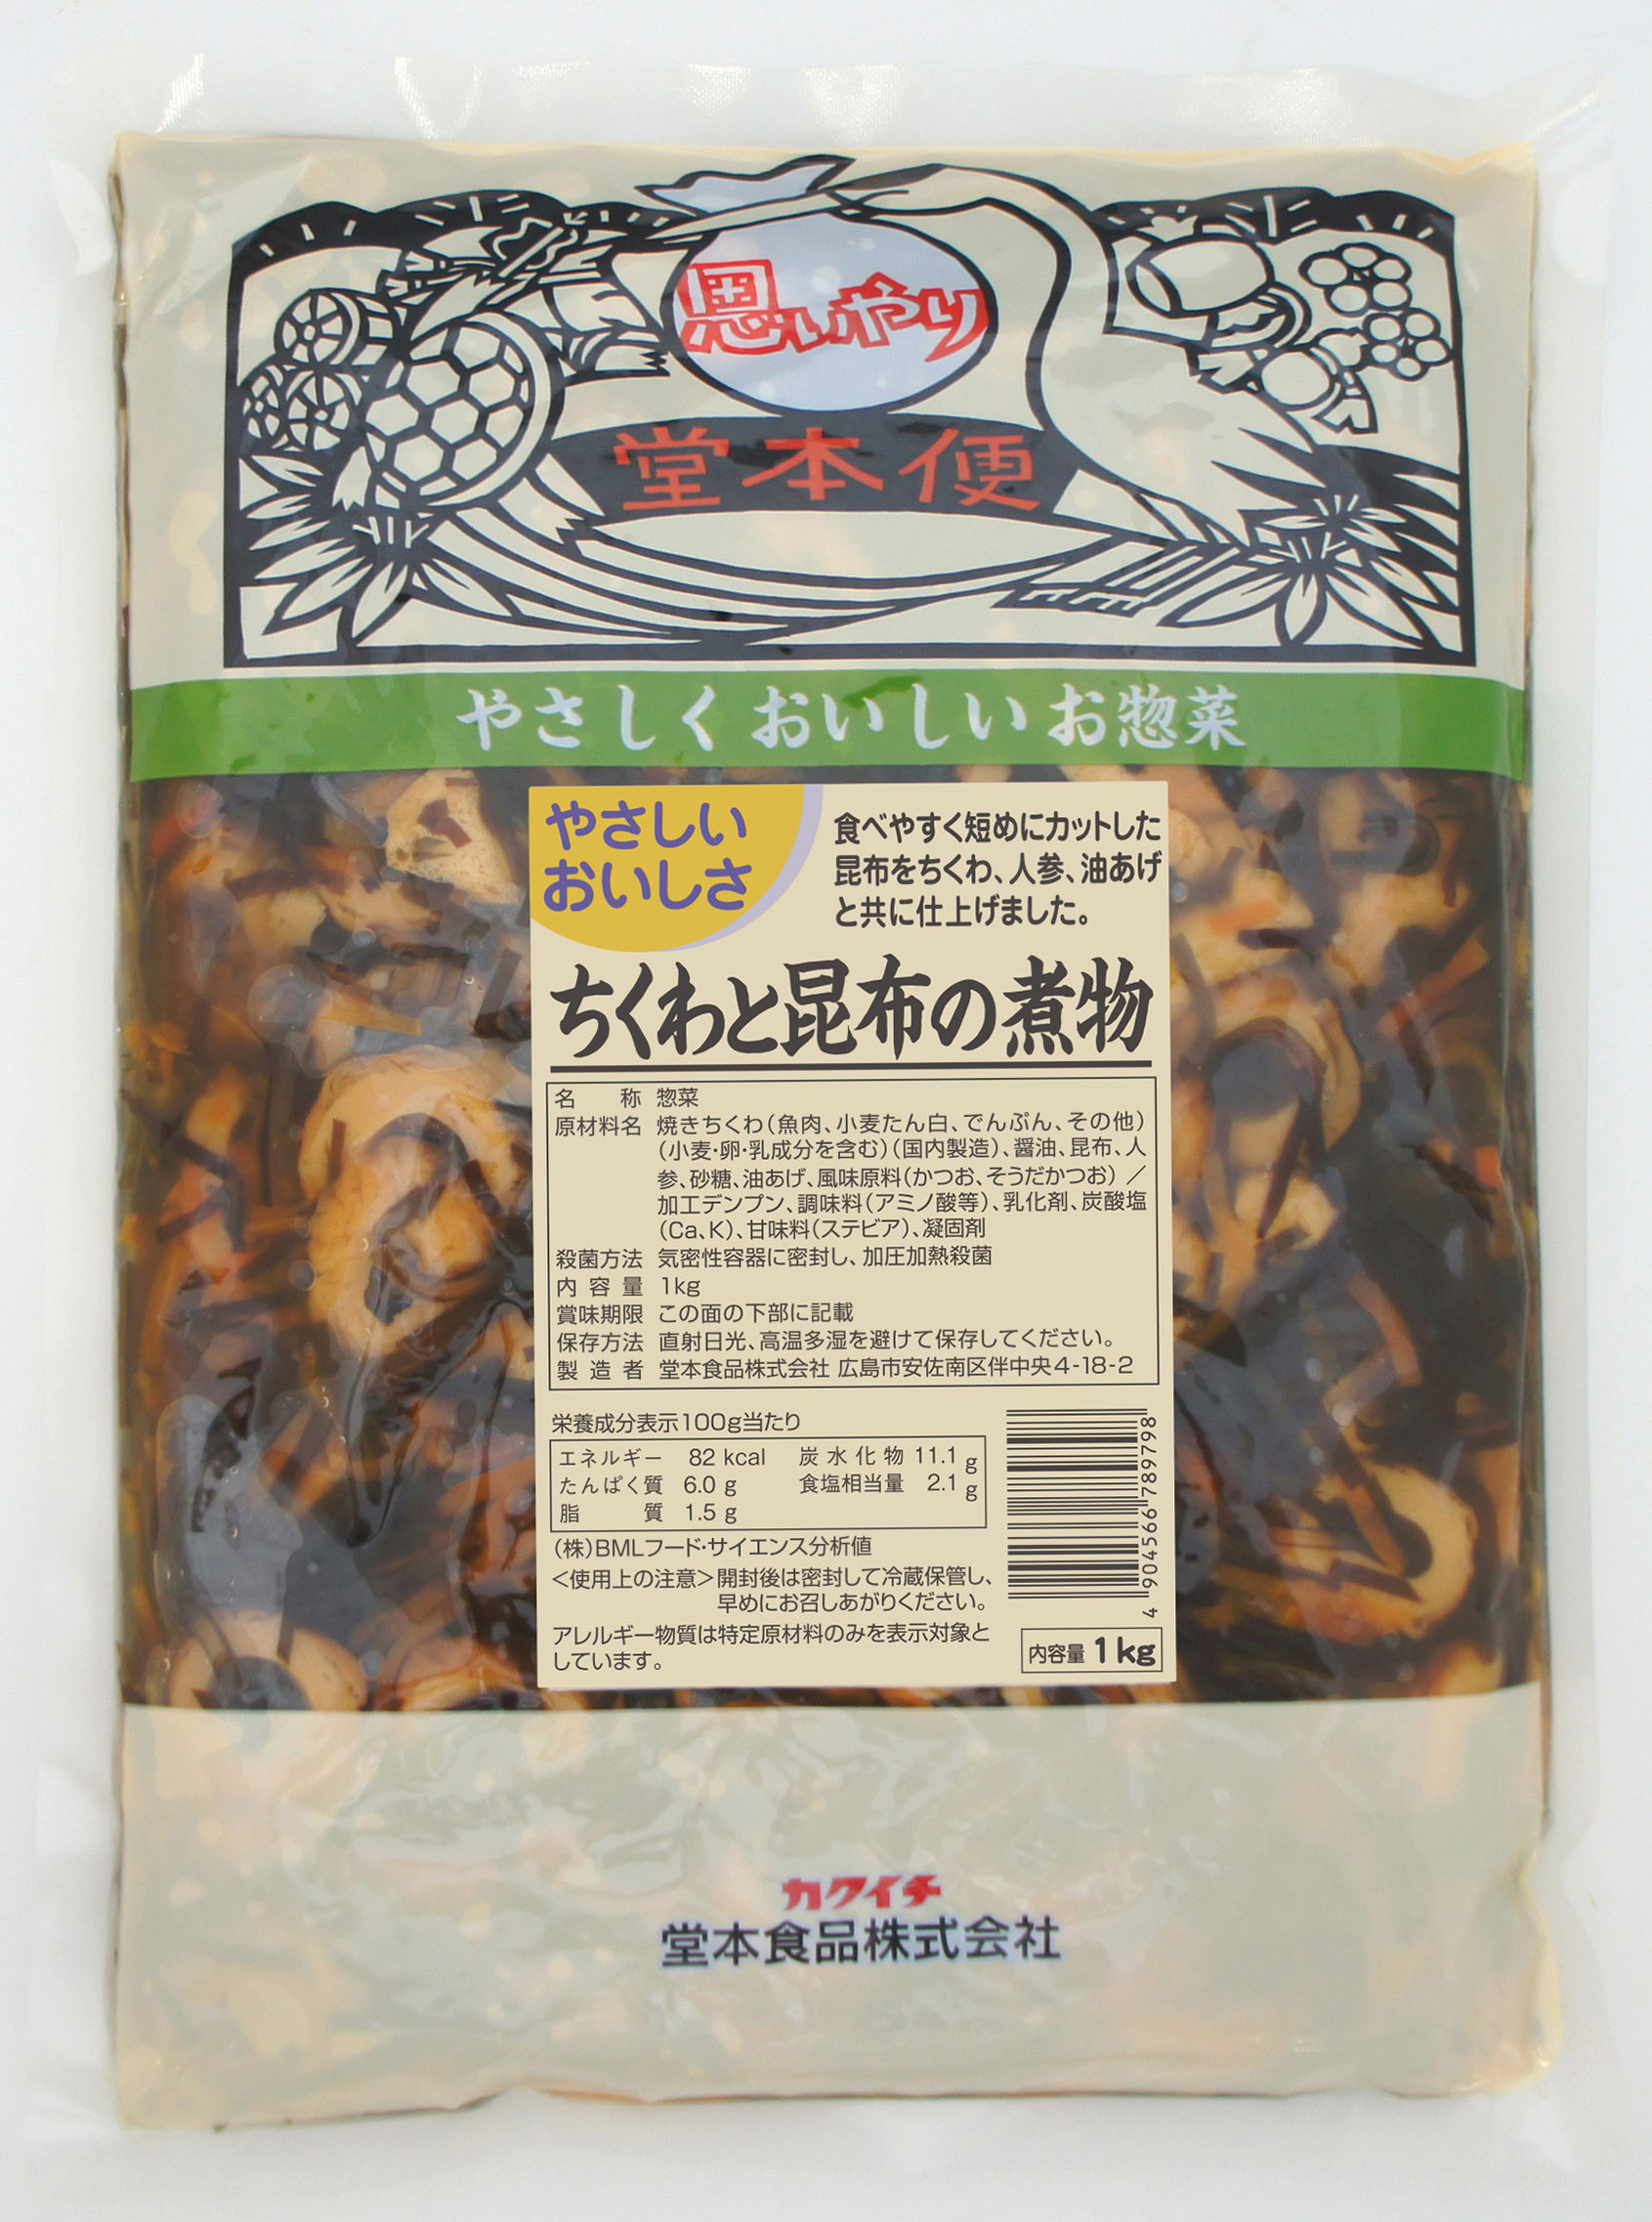 思いやり
堂本便
やさしくおいしいお惣菜
やさしい
おいしさ
食べやすく短めにカットした
昆布をちくわ、人参、油あげ
と共に仕上げました。
ちくわと昆布の煮物
名称 惣菜
原材料名 焼きちくわ(魚肉、小麦たん白、でんぷん、その他)
(小麦・卵・乳成分を含む)(国内製造)、醤油、昆布、人
参、砂糖、油あげ、風味原料(かつお、そうだかつお)/
加工デンプン、調味料(アミノ酸等)、乳化剤、炭酸塩
(Ca、K)、甘味料(ステビア)、凝固剤
殺菌方法 気密性容器に密封し、加圧加熱殺菌
内容量 1kg
賞味期限 この面の下部に記載
保存方法 直射日光、高温多湿を避けて保存してください。
製造者 堂本食品株式会社 広島市安佐南区伴中央4-18-2
栄養成分表示100g当たり
エネルギー 82 kcal 炭水化物 11.1 g
たんぱく質 6.0 g 食塩相当量 2.1 g
脂質 1.5 g
(株)BMLフード・サイエンス分析値
<使用上の注意>開封後は密封して冷蔵保管し、
早めにお召しあがりください。
アレルギー物質は特定原材料のみを表示対象と
しています。
4 904566 789798
内容量 1kg
カクイチ
堂本食品株式会社